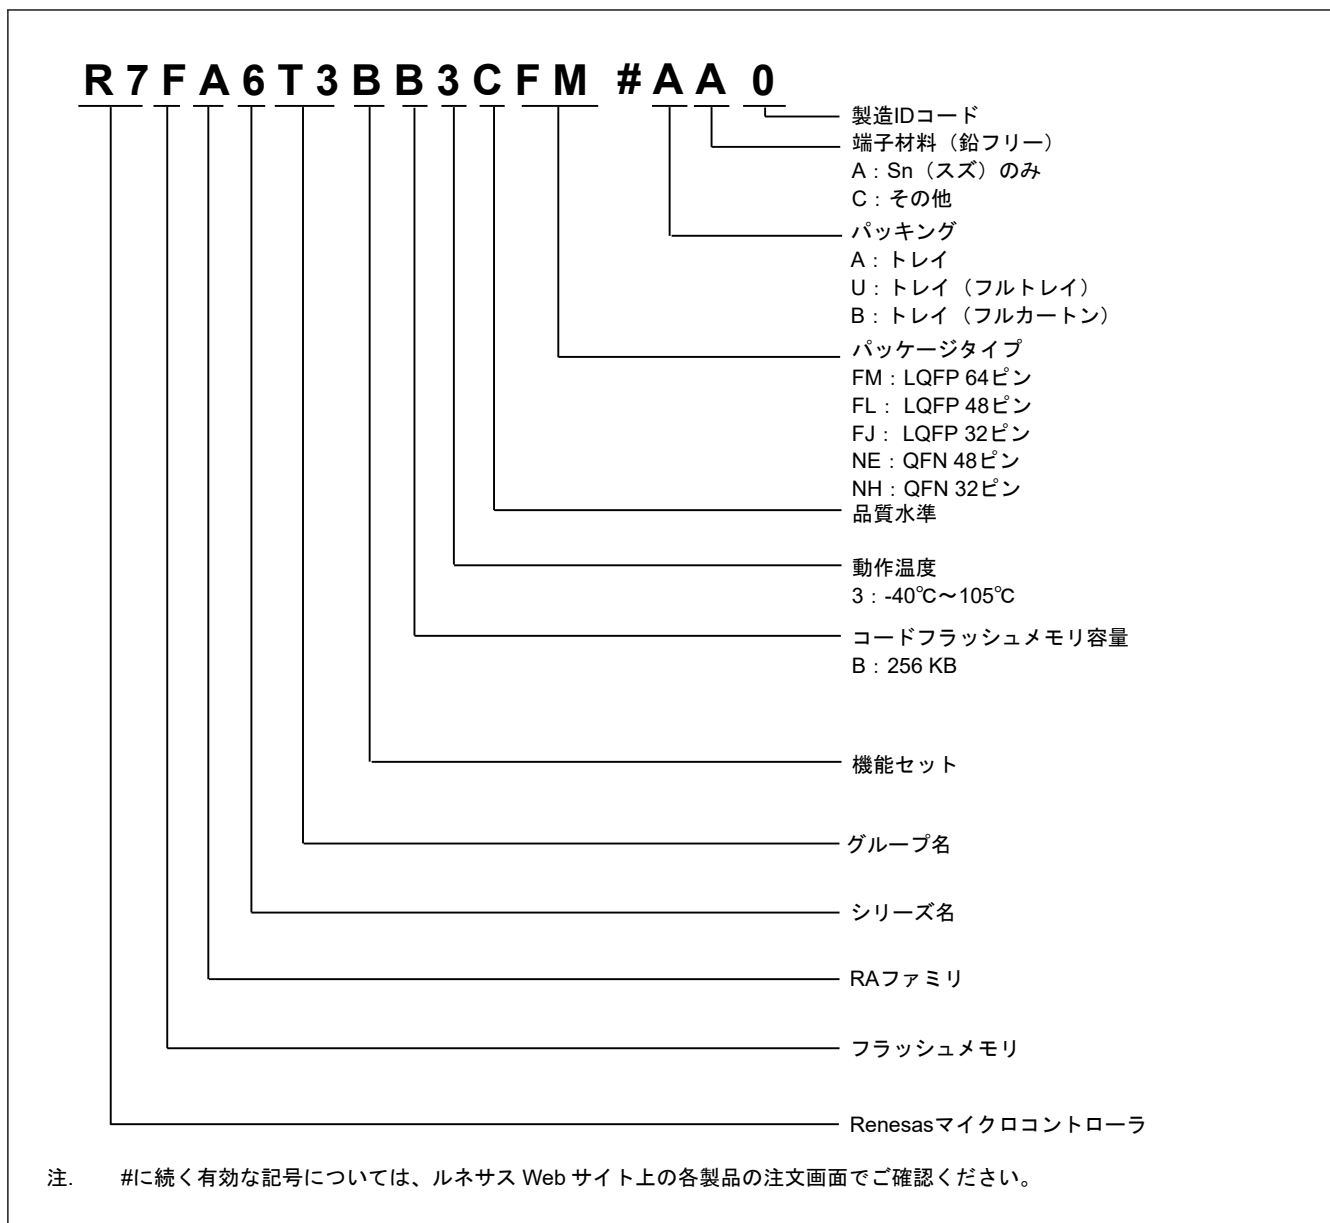 R7FA6T3BB3CFM #AA0
製造IDコード
端子材料（鉛フリー）
A：Sn（スズ）のみ
C：その他
パッキング
A：トレイ
U：トレイ（フルトレイ）
B：トレイ（フルカートン）
パッケージタイプ
FM：LQFP 64ピン
FL： LQFP 48ピン
FJ： LQFP 32ピン
NE：QFN 48ピン
NH：QFN 32ピン
品質水準
動作温度
3：-40℃～105℃
コードフラッシュメモリ容量
B：256 KB
機能セット
グループ名
シリーズ名
RAファミリ
フラッシュメモリ
Renesasマイクロコントローラ
注. #に続く有効な記号については、ルネサス Web サイト上の各製品の注文画面でご確認ください。